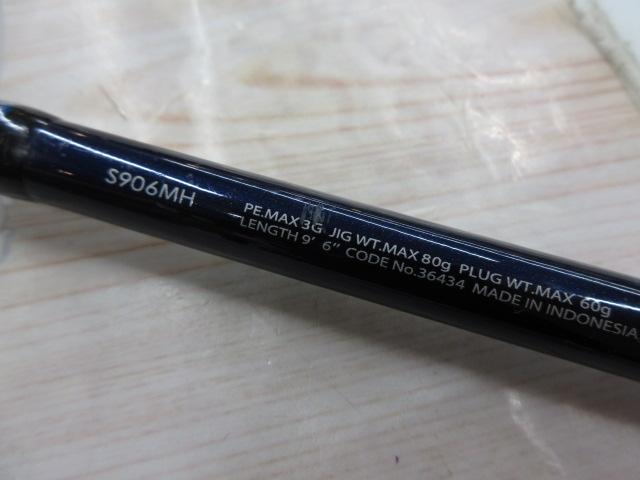 S906MH
PE.MAX 3G JIG WT.MAX 80g PLUG WT.MAX 60g
LENGTH 9' 6" CODE No.36434 MADE IN INDONESIA